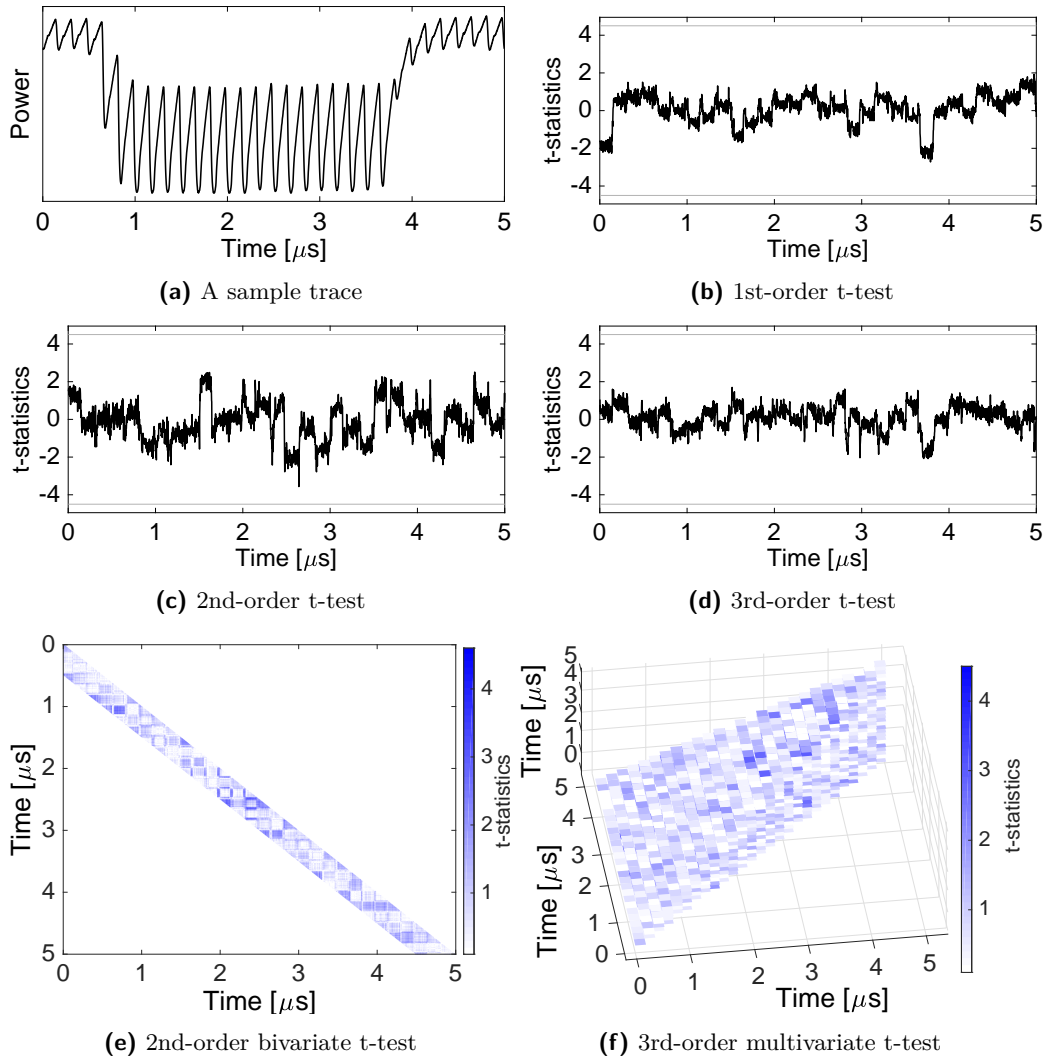 Power
0 1 2 3 4 5
Time [μs]
(a) A sample trace
t-statistics
4
2
0
-2
-4
0 1 2 3 4 5
Time [μs]
(b) 1st-order t-test
t-statistics
4
2
0
-2
-4
0 1 2 3 4 5
Time [μs]
(c) 2nd-order t-test
t-statistics
4
2
0
-2
-4
0 1 2 3 4 5
Time [μs]
(d) 3rd-order t-test
Time [μs]
0
1
2
3
4
5
0 1 2 3 4 5
Time [μs]
4
3
2
1
t-statistics
(e) 2nd-order bivariate t-test
Time [μs]
5
4
3
2
1
0
Time [μs]
5
4
3
2
1
0
0 1 2 3 4 5
Time [μs]
4
3
2
1
t-statistics
(f) 3rd-order multivariate t-test